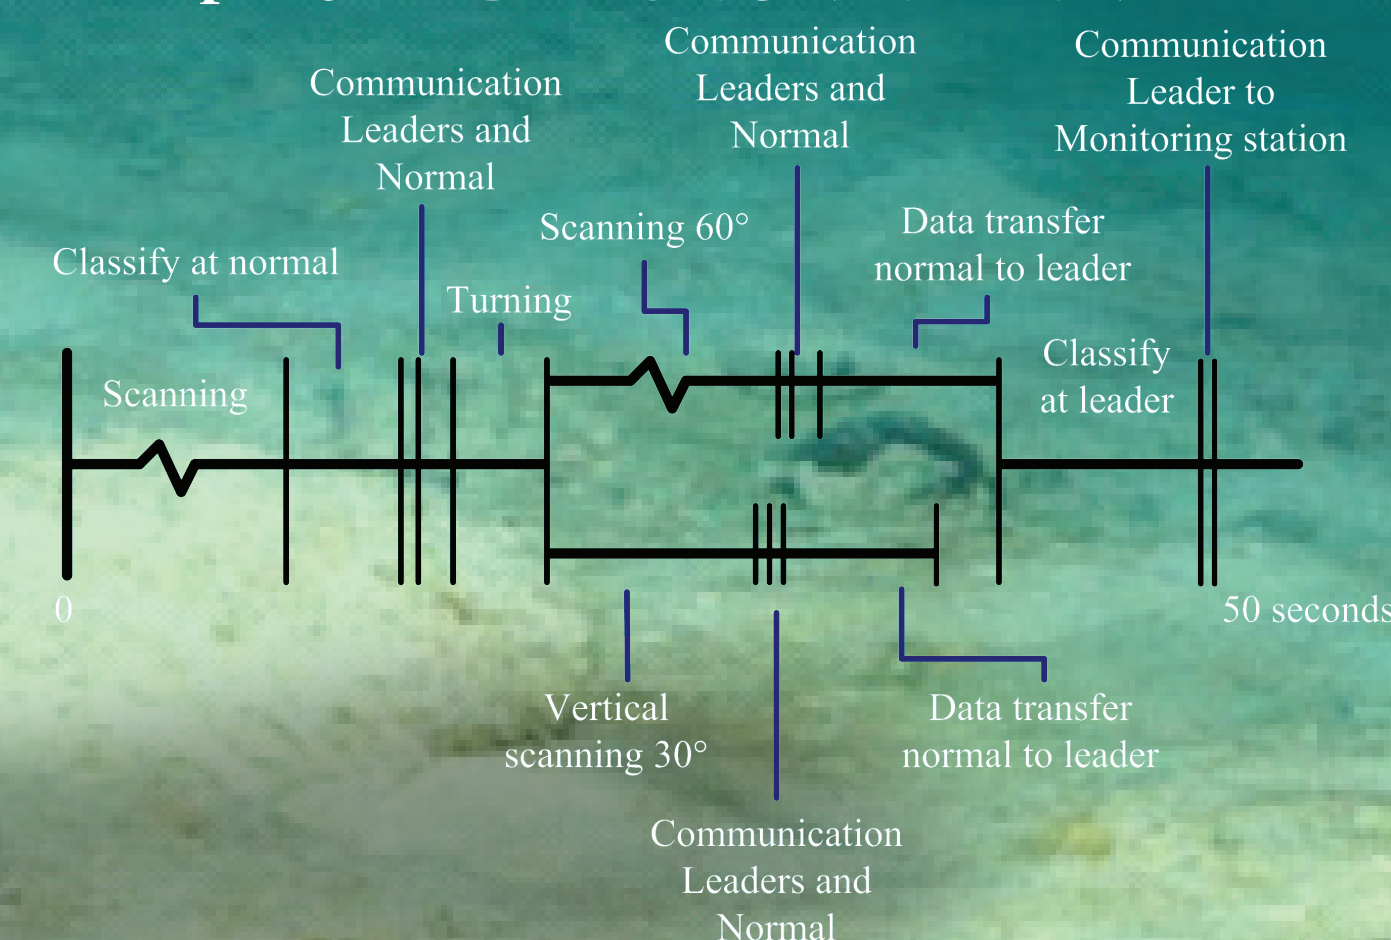 Communication
Leaders and
Normal
Communication
Leaders and
Normal
Communication
Leader to
Monitoring station
Scanning 60°
Data transfer
normal to leader
Classify at normal
Turning
Classify
at leader
Scanning
0
50 seconds
Vertical
scanning 30°
Data transfer
normal to leader
Communication
Leaders and
Normal